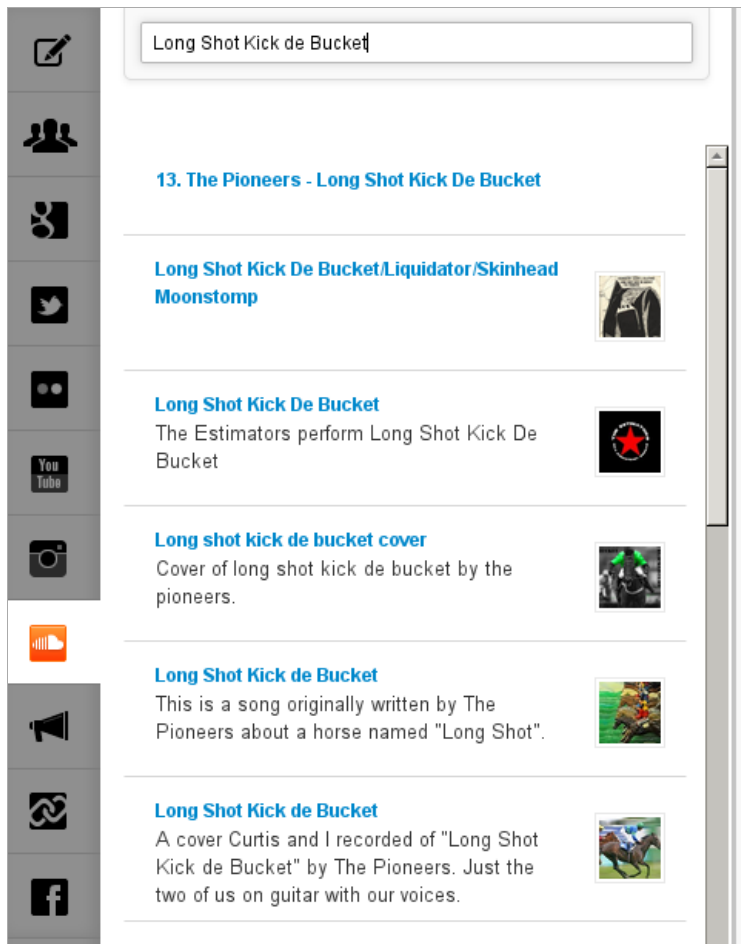 Long Shot Kick de Bucket
13. The Pioneers - Long Shot Kick De Bucket
Long Shot Kick De Bucket/Liquidator/Skinhead
Moonstomp
Long Shot Kick De Bucket
The Estimators perform Long Shot Kick De
Bucket
Long shot kick de bucket cover
Cover of long shot kick de bucket by the
pioneers.
You
Tube
Long Shot Kick de Bucket
This is a song originally written by The
Pioneers about a horse named "Long Shot".
Long Shot Kick de Bucket
A cover Curtis and I recorded of "Long Shot
Kick de Bucket" by The Pioneers. Just the
two of us on guitar with our voices.